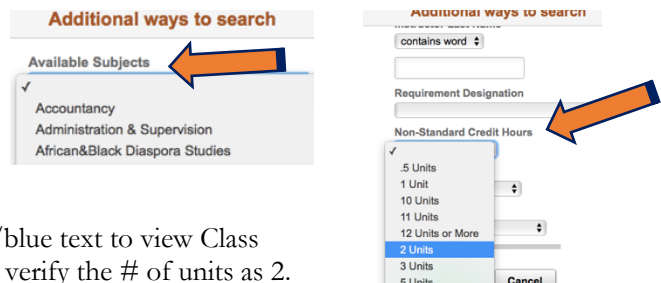 Additional ways to search
Available Subjects
✓
Accountancy
Administration & Supervision
African&Black Diaspora Studies
/blue text to view Class
verify the # of units as 2.
Additional ways to search
contains word
Requirement Designation
Non-Standard Credit Hours
✓
.5 Units
1 Unit
10 Units
11 Units
12 Units or More
2 Units
3 Units
5 Units
Cancel